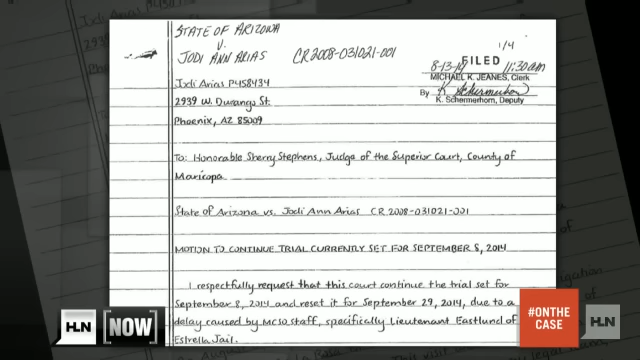 STATE OF ARIZONA
V.
JODI ANN ARIAS CR2008-031021-001
1/4
FILED
8-13-14 11:30am
MICHAEL K. JEANES, Clerk
By K. Schermerhorn
K. Schermerhorn, Deputy
Jodi Arias P458434
2939 W. Durango St.
Phoenix, AZ 85009
To: Honorable Sherry Stephens, Judge of the Superior Court, County of
Maricopa
State of Arizona vs. Jodi Ann Arias CR 2008-031021-001
MOTION TO CONTINUE TRIAL CURRENTLY SET FOR SEPTEMBER 8, 2014
I respectfully request that this court continue the trial set for
September 8, 2014 and reset it for September 29, 2014, due to a
delay caused by MCSO staff, specifically Lieutenant Eastlund of
Estrella Jail.
HLN NOW
#ONTHE
CASE
HLN